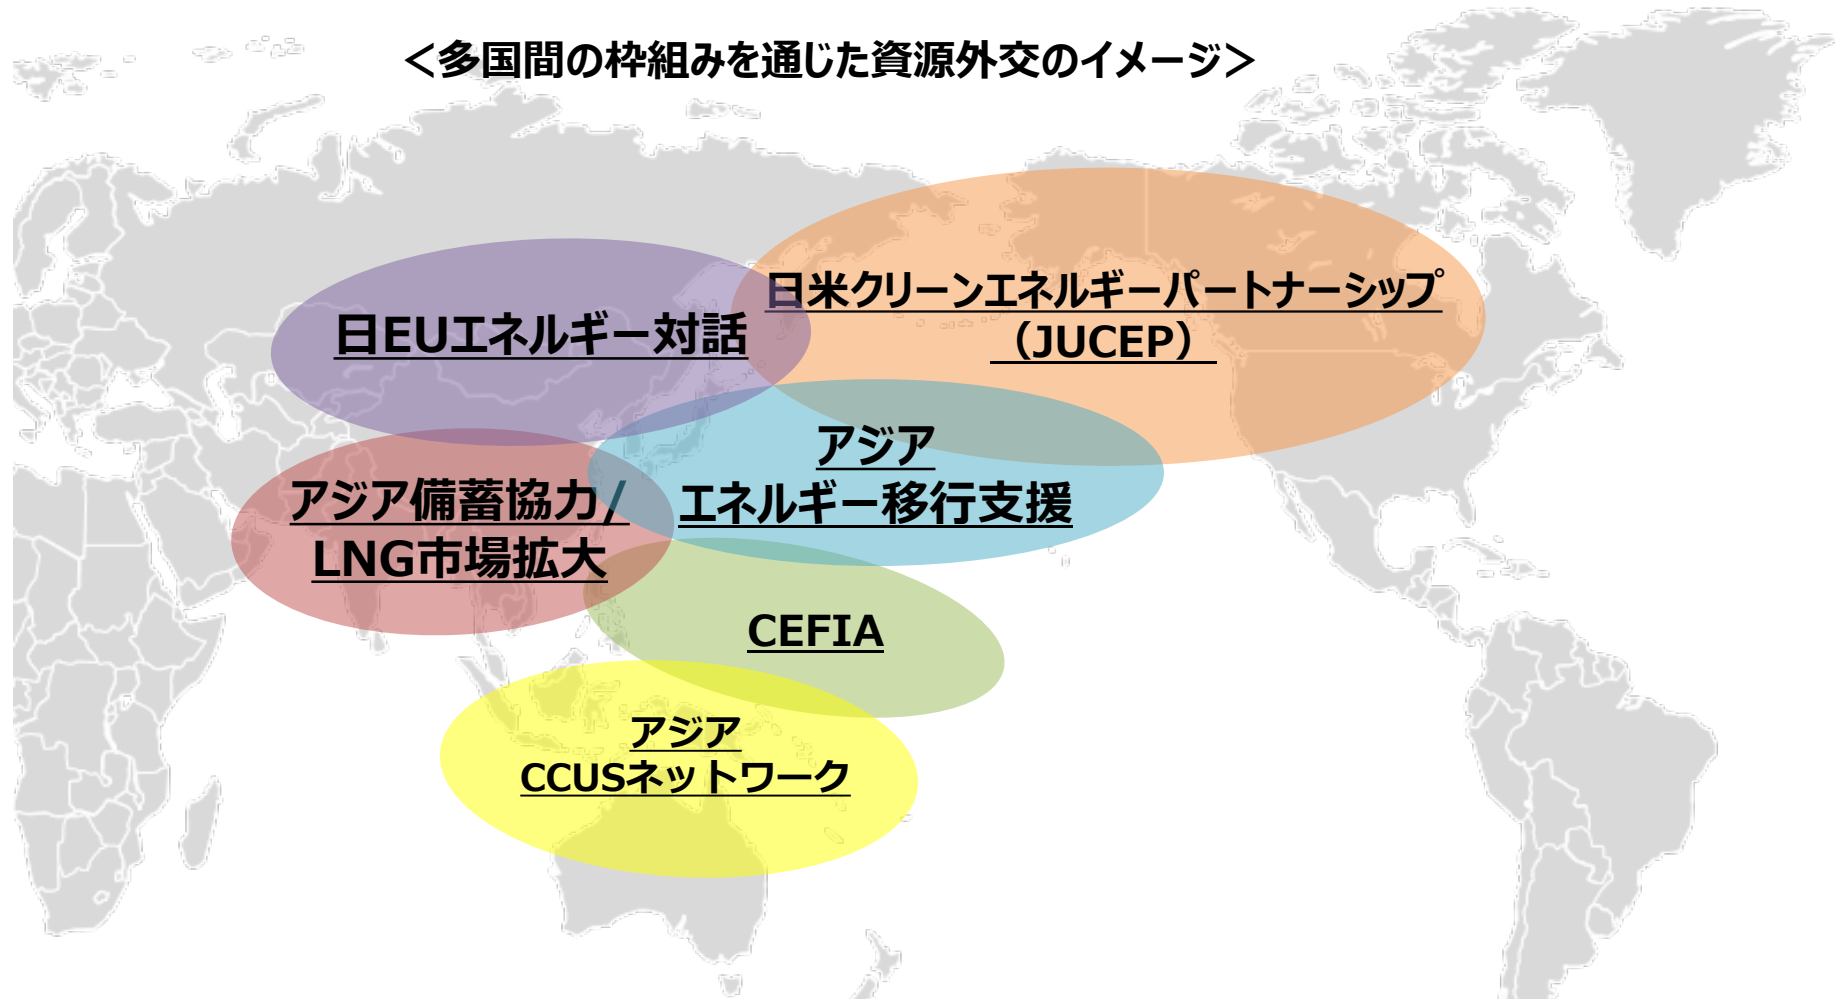 ＜多国間の枠組みを通じた資源外交のイメージ＞
日米クリーンエネルギーパートナーシップ
（JUCEP）
日EUエネルギー対話
アジア
エネルギー移行支援
アジア備蓄協力/
LNG市場拡大
CEFIA
アジア
CCUSネットワーク